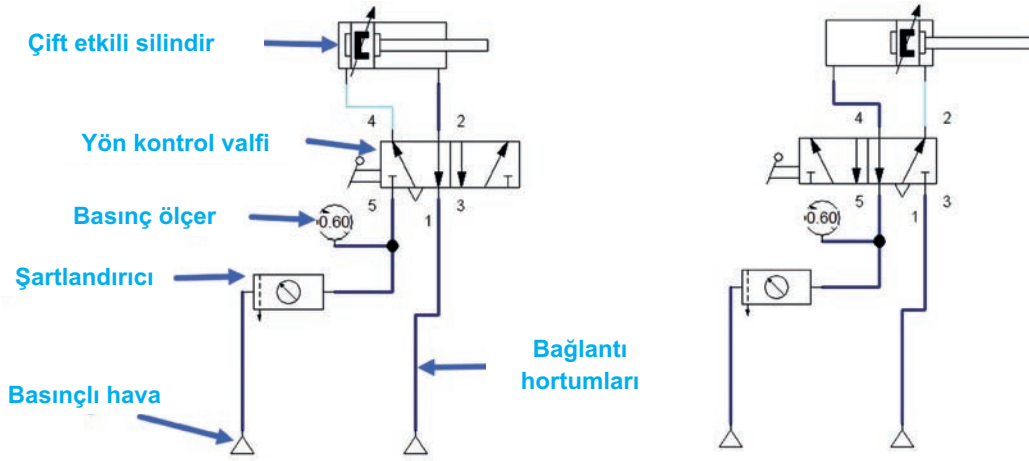 Çift etkili silindir
4
2
4
2
Yön kontrol valfi
Basınç ölçer
0.60
5
1
3
0.60
5
1
3
Şartlandırıcı
Bağlantı
hortumları
Basınçlı hava